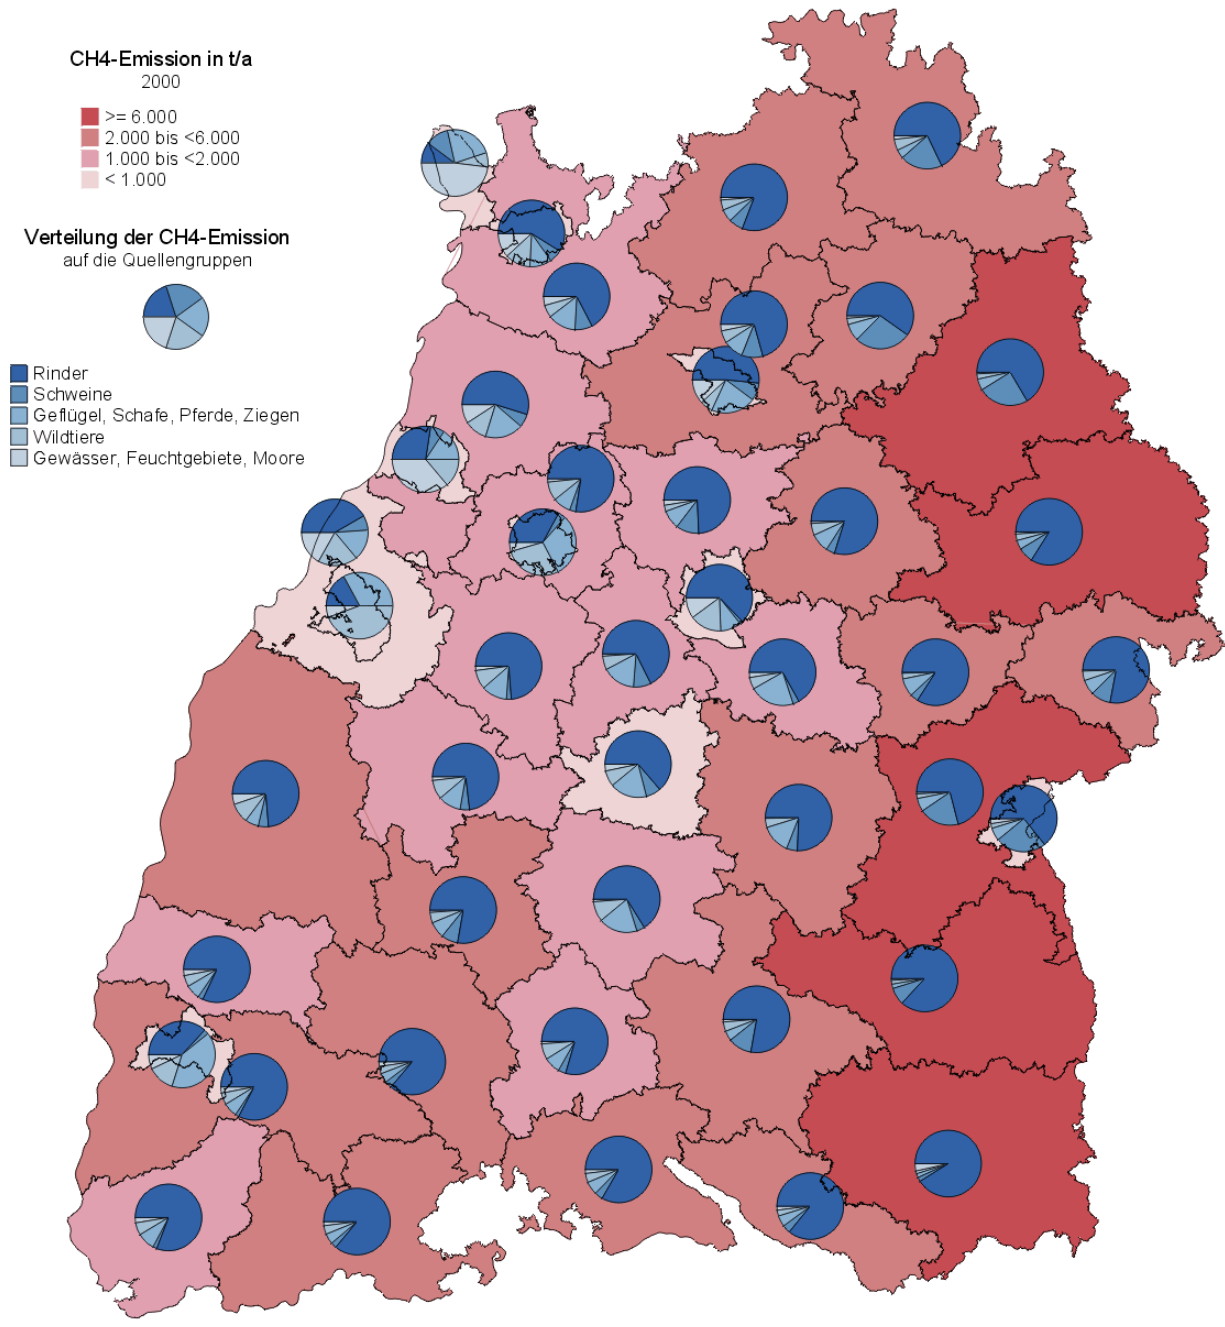 CH4-Emission in t/a
2000
>= 6.000
2.000 bis <6.000
1.000 bis <2.000
< 1.000
Verteilung der CH4-Emission
auf die Quellengruppen
Rinder
Schweine
Geflügel, Schafe, Pferde, Ziegen
Wildtiere
Gewässer, Feuchtgebiete, Moore